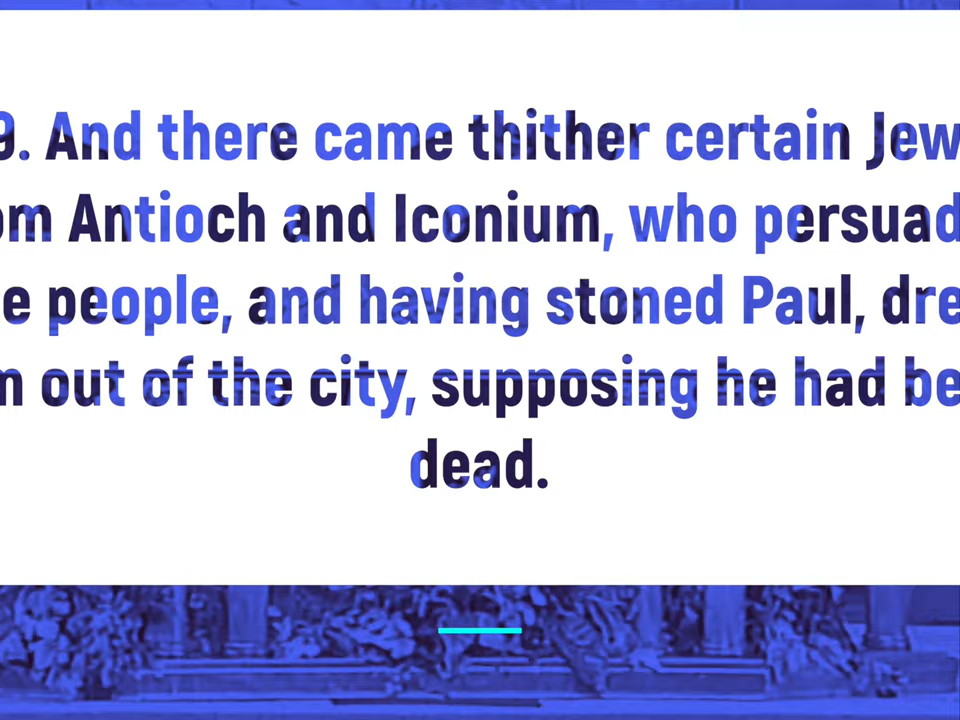 9. And there came thither certain Jew
om Antioch and Iconium, who persuad
e people, and having stoned Paul, dre
out of the city, supposing he had be
dead.